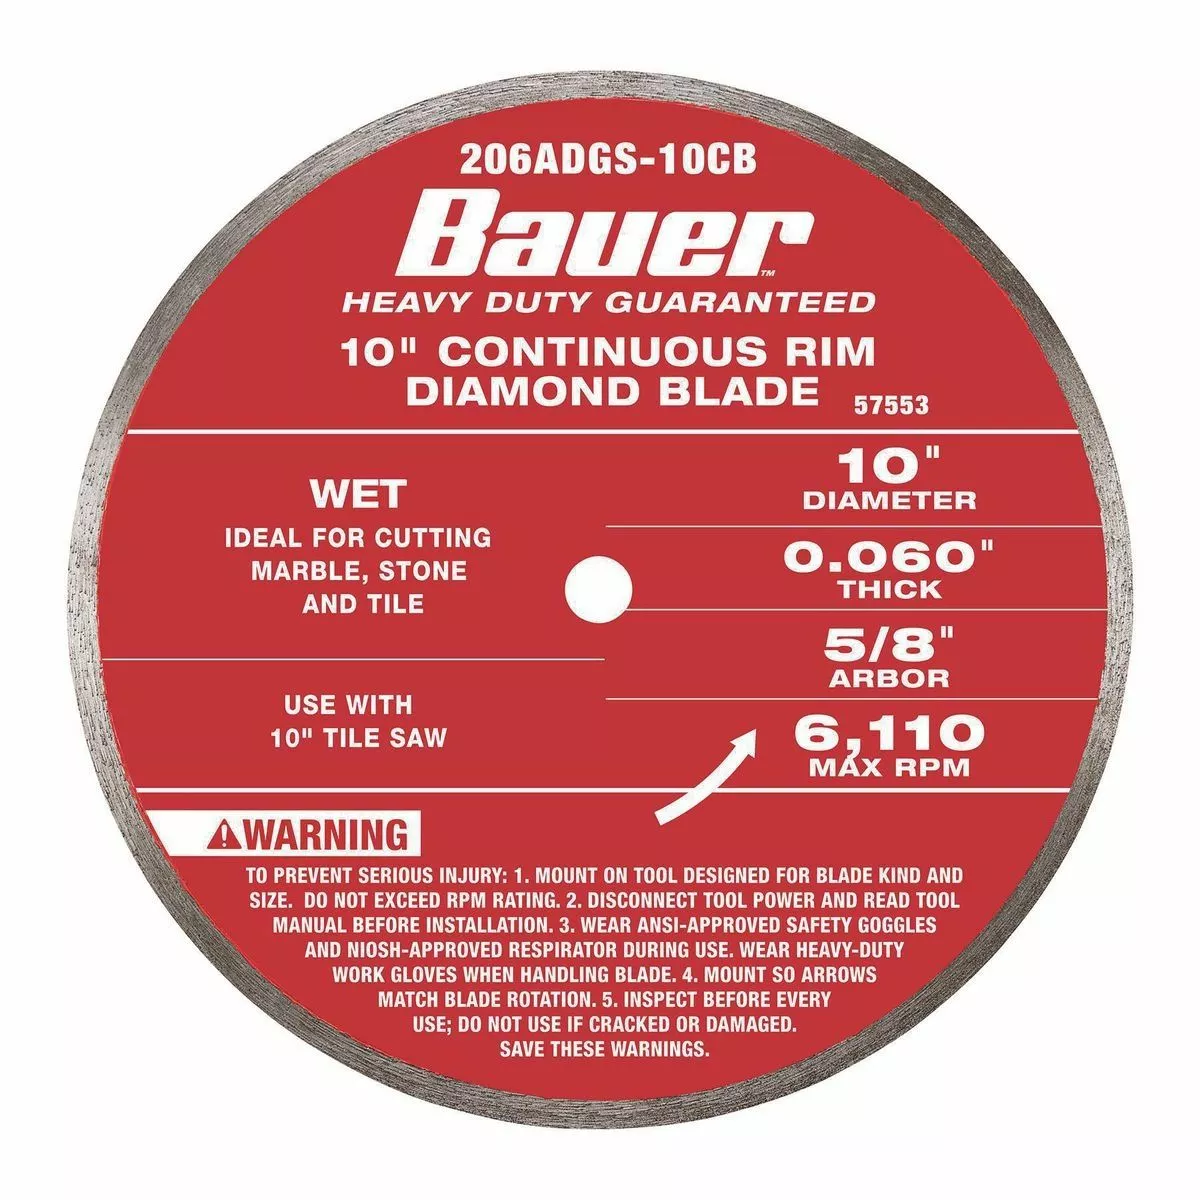 206ADGS-10CB
Bauer™
HEAVY DUTY GUARANTEED
10" CONTINUOUS RIM
DIAMOND BLADE
57553
WET
IDEAL FOR CUTTING
MARBLE, STONE
AND TILE
USE WITH
10" TILE SAW
10"
DIAMETER
0.060"
THICK
5/8"
ARBOR
6,110
MAX RPM
⚠WARNING
TO PREVENT SERIOUS INJURY: 1. MOUNT ON TOOL DESIGNED FOR BLADE KIND AND
SIZE. DO NOT EXCEED RPM RATING. 2. DISCONNECT TOOL POWER AND READ TOOL
MANUAL BEFORE INSTALLATION. 3. WEAR ANSI-APPROVED SAFETY GOGGLES
AND NIOSH-APPROVED RESPIRATOR DURING USE. WEAR HEAVY-DUTY
WORK GLOVES WHEN HANDLING BLADE. 4. MOUNT SO ARROWS
MATCH BLADE ROTATION. 5. INSPECT BEFORE EVERY
USE; DO NOT USE IF CRACKED OR DAMAGED.
SAVE THESE WARNINGS.